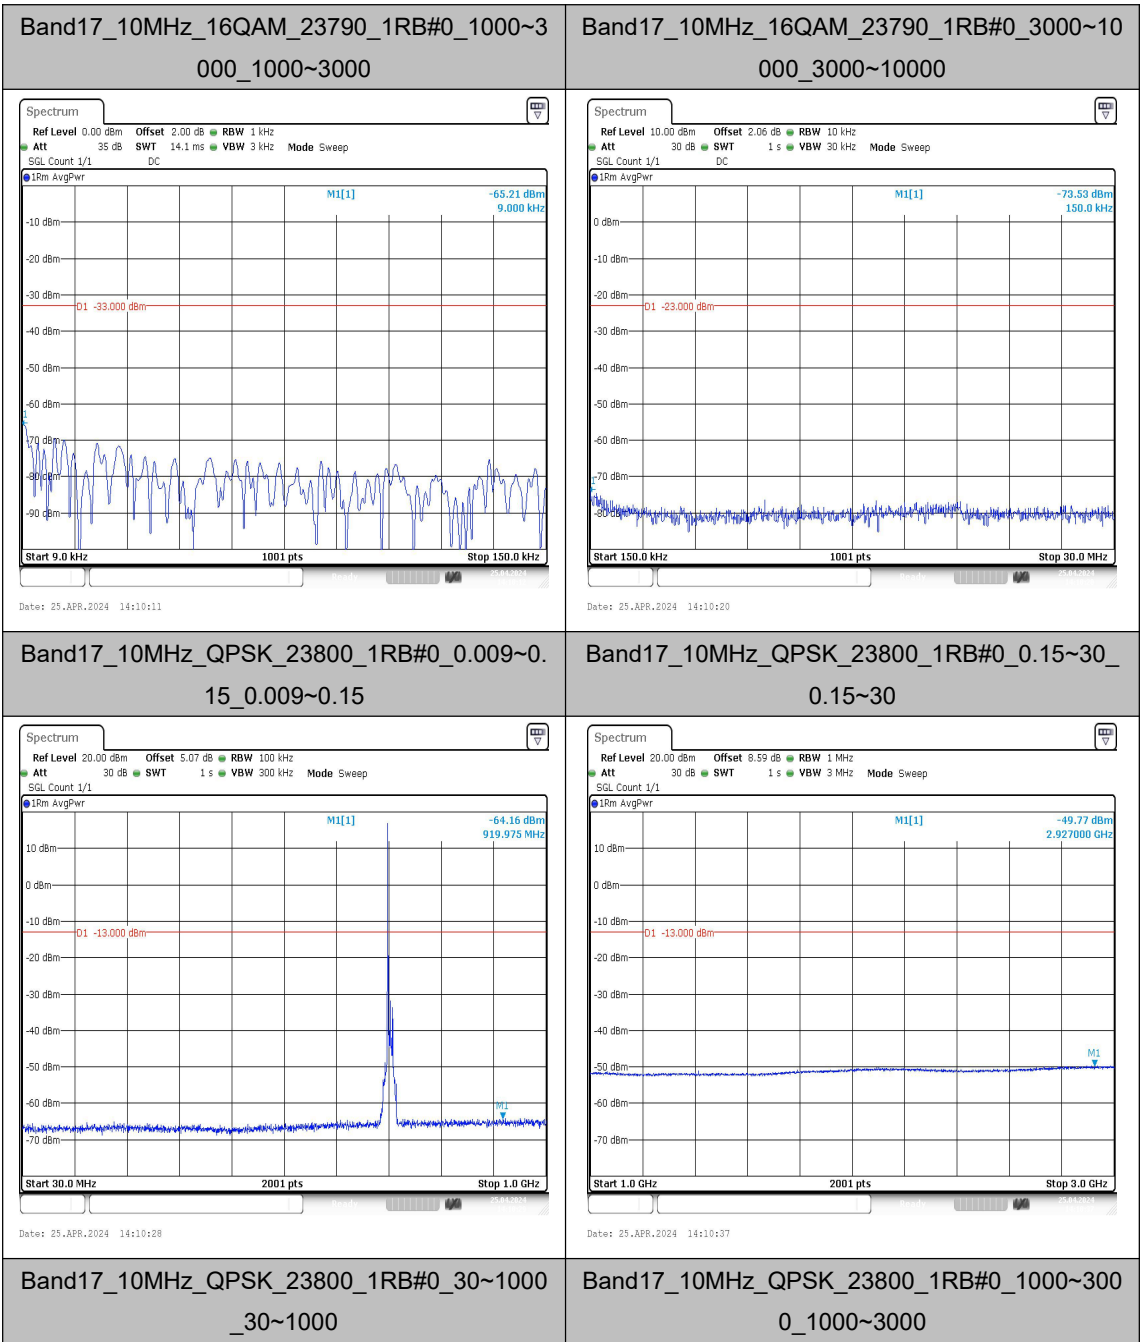 Band17_10MHz_16QAM_23790_1RB#0_1000~3
000_1000~3000
Band17_10MHz_16QAM_23790_1RB#0_3000~10
000_3000~10000
Spectrum
Ref Level 0.00 dBm Offset 2.00 dB RBW 1 kHz
Att 35 dB SWT 14.1 ms VBW 3 kHz Mode Sweep
SGL Count 1/1 DC
1Rm AvgPwr
M1[1] -65.21 dBm
9.000 kHz
-10 dBm
-20 dBm
-30 dBm
D1 -33.000 dBm
-40 dBm
-50 dBm
-60 dBm
-70 dBm
-80 dBm
-90 dBm
Start 9.0 kHz 1001 pts Stop 150.0 kHz
Date: 25.APR.2024 14:10:11
Spectrum
Ref Level 10.00 dBm Offset 2.06 dB RBW 10 kHz
Att 30 dB SWT 1 s VBW 30 kHz Mode Sweep
SGL Count 1/1 DC
1Rm AvgPwr
M1[1] -73.53 dBm
150.0 kHz
0 dBm
-10 dBm
-20 dBm
D1 -23.000 dBm
-30 dBm
-40 dBm
-50 dBm
-60 dBm
-70 dBm
-80 dBm
Start 150.0 kHz 1001 pts Stop 30.0 MHz
Date: 25.APR.2024 14:10:20
Band17_10MHz_QPSK_23800_1RB#0_0.009~0.
15_0.009~0.15
Band17_10MHz_QPSK_23800_1RB#0_0.15~30_
0.15~30
Spectrum
Ref Level 20.00 dBm Offset 5.07 dB RBW 100 kHz
Att 30 dB SWT 1 s VBW 300 kHz Mode Sweep
SGL Count 1/1
1Rm AvgPwr
M1[1] -64.16 dBm
919.975 MHz
10 dBm
0 dBm
-10 dBm
D1 -13.000 dBm
-20 dBm
-30 dBm
-40 dBm
-50 dBm
-60 dBm
M1
-70 dBm
Start 30.0 MHz 2001 pts Stop 1.0 GHz
Date: 25.APR.2024 14:10:28
Spectrum
Ref Level 20.00 dBm Offset 8.59 dB RBW 1 MHz
Att 30 dB SWT 1 s VBW 3 MHz Mode Sweep
SGL Count 1/1
1Rm AvgPwr
M1[1] -49.77 dBm
2.927000 GHz
10 dBm
0 dBm
-10 dBm
D1 -13.000 dBm
-20 dBm
-30 dBm
-40 dBm
M1
-50 dBm
-60 dBm
-70 dBm
Start 1.0 GHz 2001 pts Stop 3.0 GHz
Date: 25.APR.2024 14:10:37
Band17_10MHz_QPSK_23800_1RB#0_30~1000
_30~1000
Band17_10MHz_QPSK_23800_1RB#0_1000~300
0_1000~3000